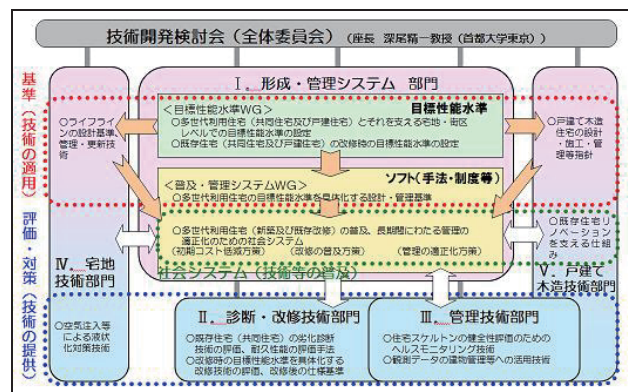 技術開発検討会（全体委員会）（座長 深尾精一教授（首都大学東京））
基準（技術の適用）
評価・対策（技術の提供）
Ⅰ．形成・管理システム 部門
＜目標性能水準WG＞
目標性能水準
○多世代利用住宅（共同住宅及び戸建住宅）とそれを支える宅地・街区
レベルでの目標性能水準の設定
○既存住宅（共同住宅及び戸建住宅）の改修時の目標性能水準の設定
ソフト（手法・制度等）
＜普及・管理システムWG＞
○多世代利用住宅の目標性能水準を具体化する設計・管理基準
○多世代利用住宅（新築及び既存改修）の普及、長期間にわたる管理の
適正化のための社会システム
（初期コスト低減方策） （改修の普及方策） （管理の適正化方策）
社会システム（技術等の普及）
○ライフライ
ンの設計基準、
管理・更新技
術
Ⅳ．宅地
技術部門
○空気注入等
による液状
化対策技術
○戸建て木造
住宅の設計
・施工・管
理等指針
○既存住宅リ
ノベーション
を支える仕組
み
Ⅴ．戸建て
木造技術部門
Ⅱ．診断・改修技術部門
○既存住宅（共同住宅）の劣化診断
技術の評価、耐久性能の評価手法
○改修時の目標性能水準を具体化する
改修技術の評価、改修後の仕様基準
Ⅲ．管理技術部門
○住宅スケルトンの健全性評価のための
ヘルスモニタリング技術
○観測データの建物管理等への活用技術